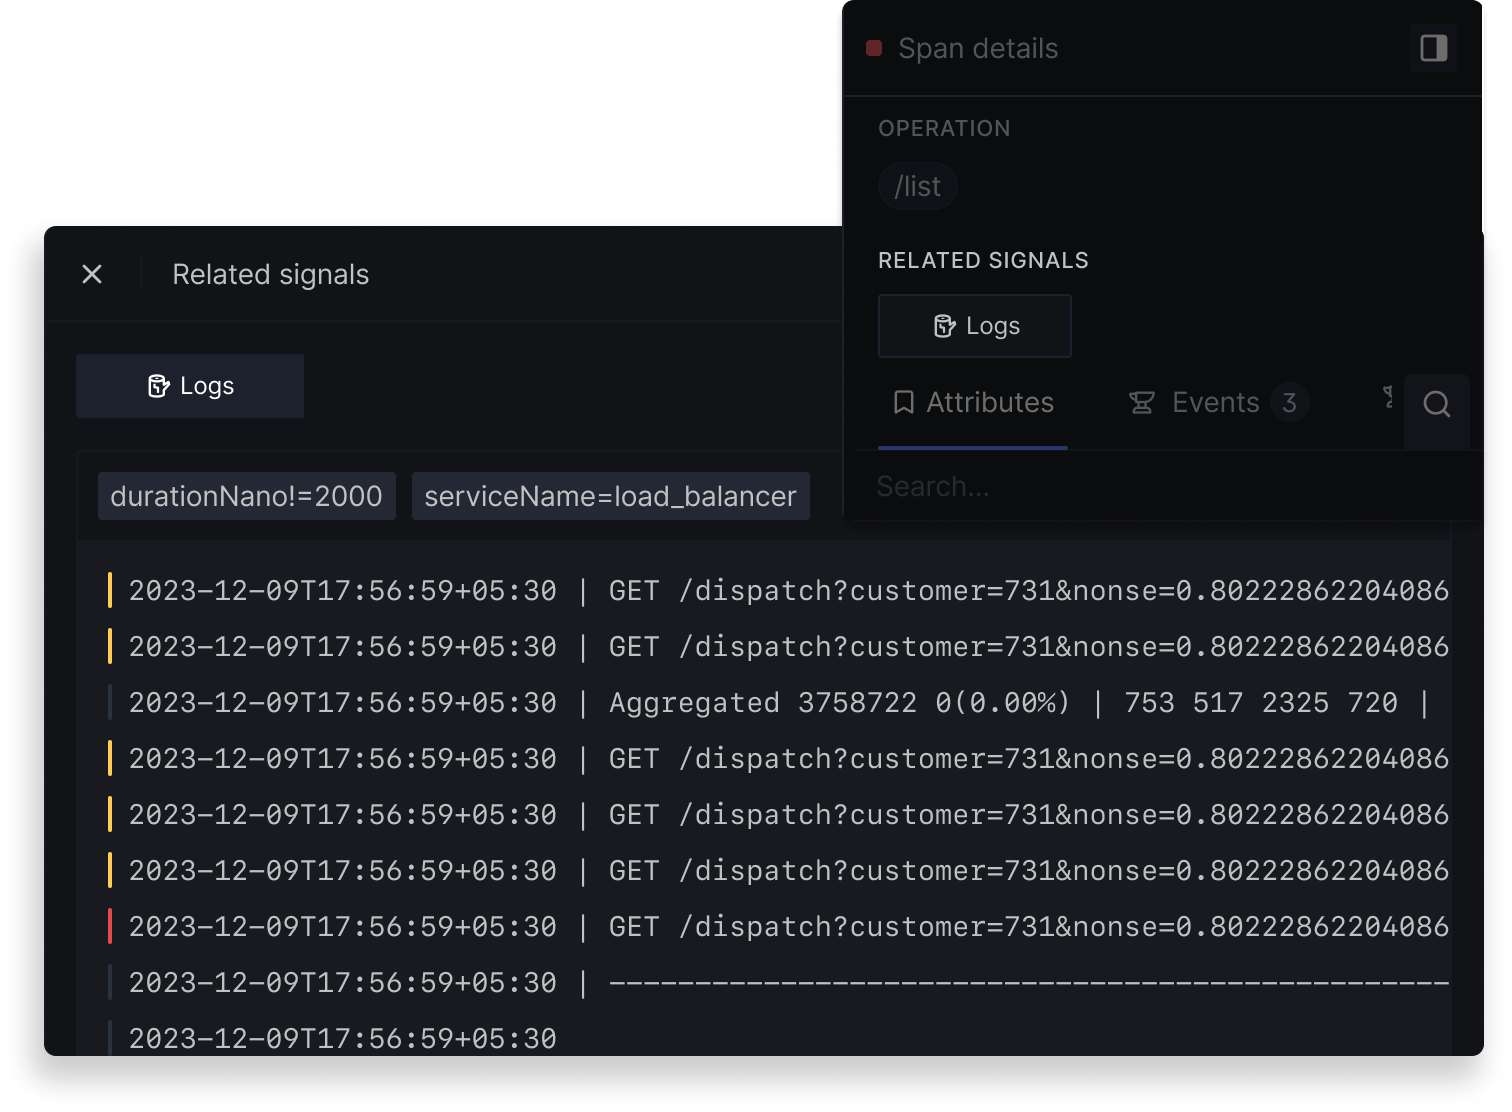 Span details
OPERATION
/list
RELATED SIGNALS
Logs
Attributes Events 3
Search...
Related signals
Logs
durationNano!=2000 serviceName=load_balancer
2023–12–09T17:56:59+05:30 | GET /dispatch?customer=731&nonse=0.80222862204086
2023–12–09T17:56:59+05:30 | GET /dispatch?customer=731&nonse=0.80222862204086
2023–12–09T17:56:59+05:30 | Aggregated 3758722 0(0.00%) | 753 517 2325 720 |
2023–12–09T17:56:59+05:30 | GET /dispatch?customer=731&nonse=0.80222862204086
2023–12–09T17:56:59+05:30 | GET /dispatch?customer=731&nonse=0.80222862204086
2023–12–09T17:56:59+05:30 | GET /dispatch?customer=731&nonse=0.80222862204086
2023–12–09T17:56:59+05:30 | GET /dispatch?customer=731&nonse=0.80222862204086
2023–12–09T17:56:59+05:30 | –––––––––––––––––––––––––––––––––––––––––––––––––
2023–12–09T17:56:59+05:30